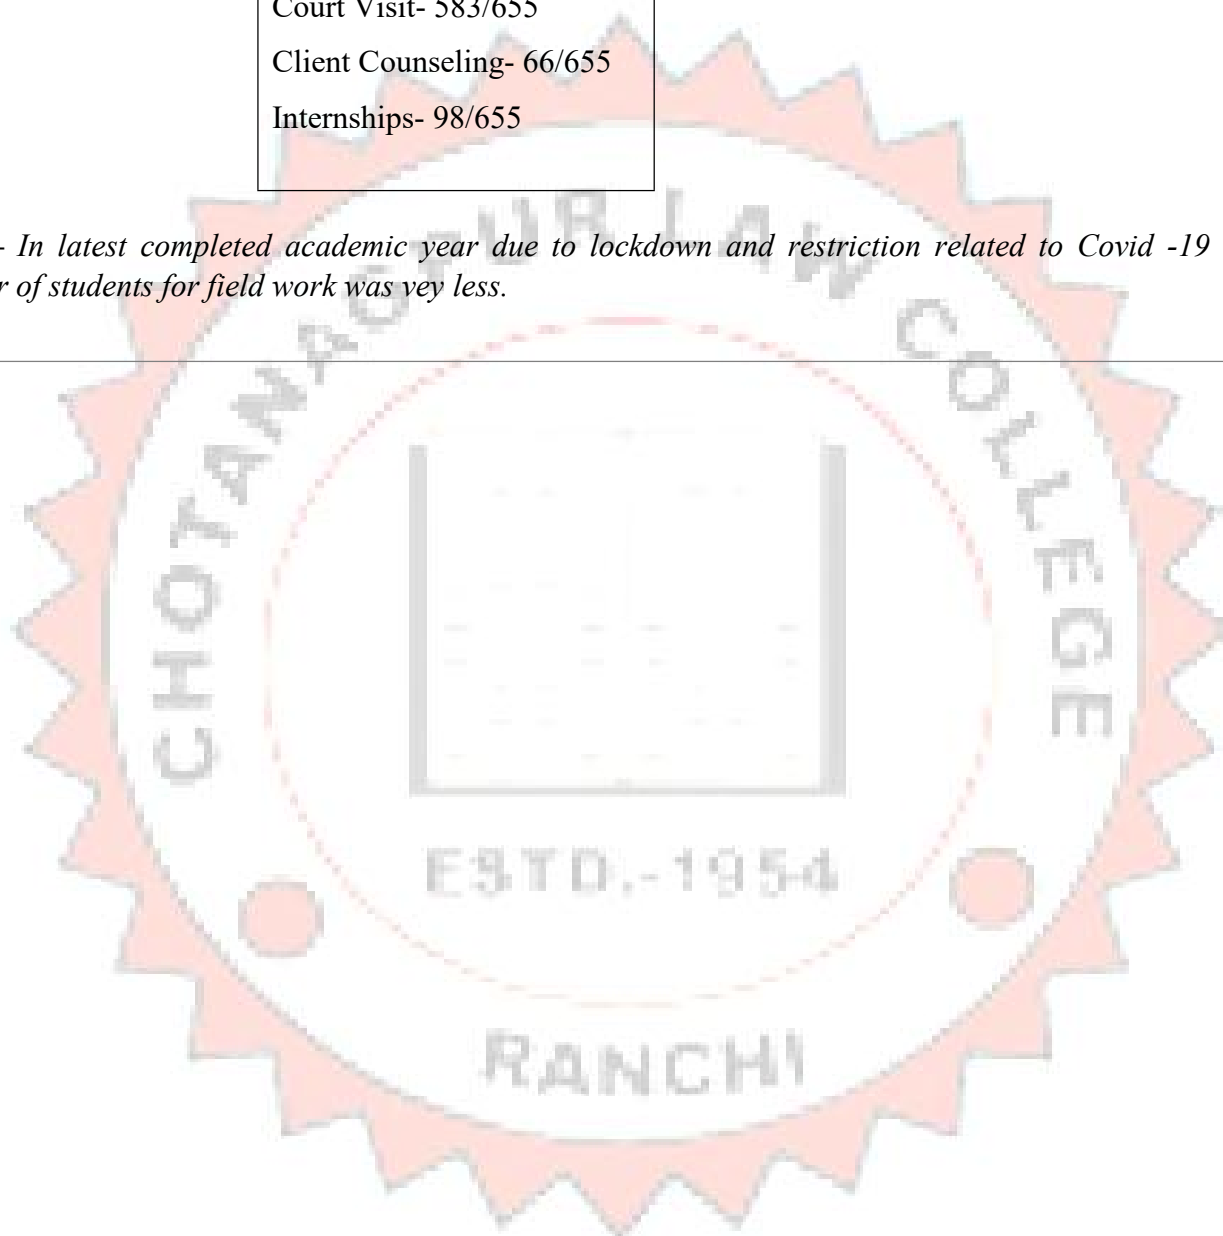 Court Visit- 583/655
Client Counseling- 66/655
Internships- 98/655
- In latest completed academic year due to lockdown and restriction related to Covid -19
r of students for field work was vey less.
CHOTANAGPUR LAW COLLEGE
ESTD.-1954
RANCHI